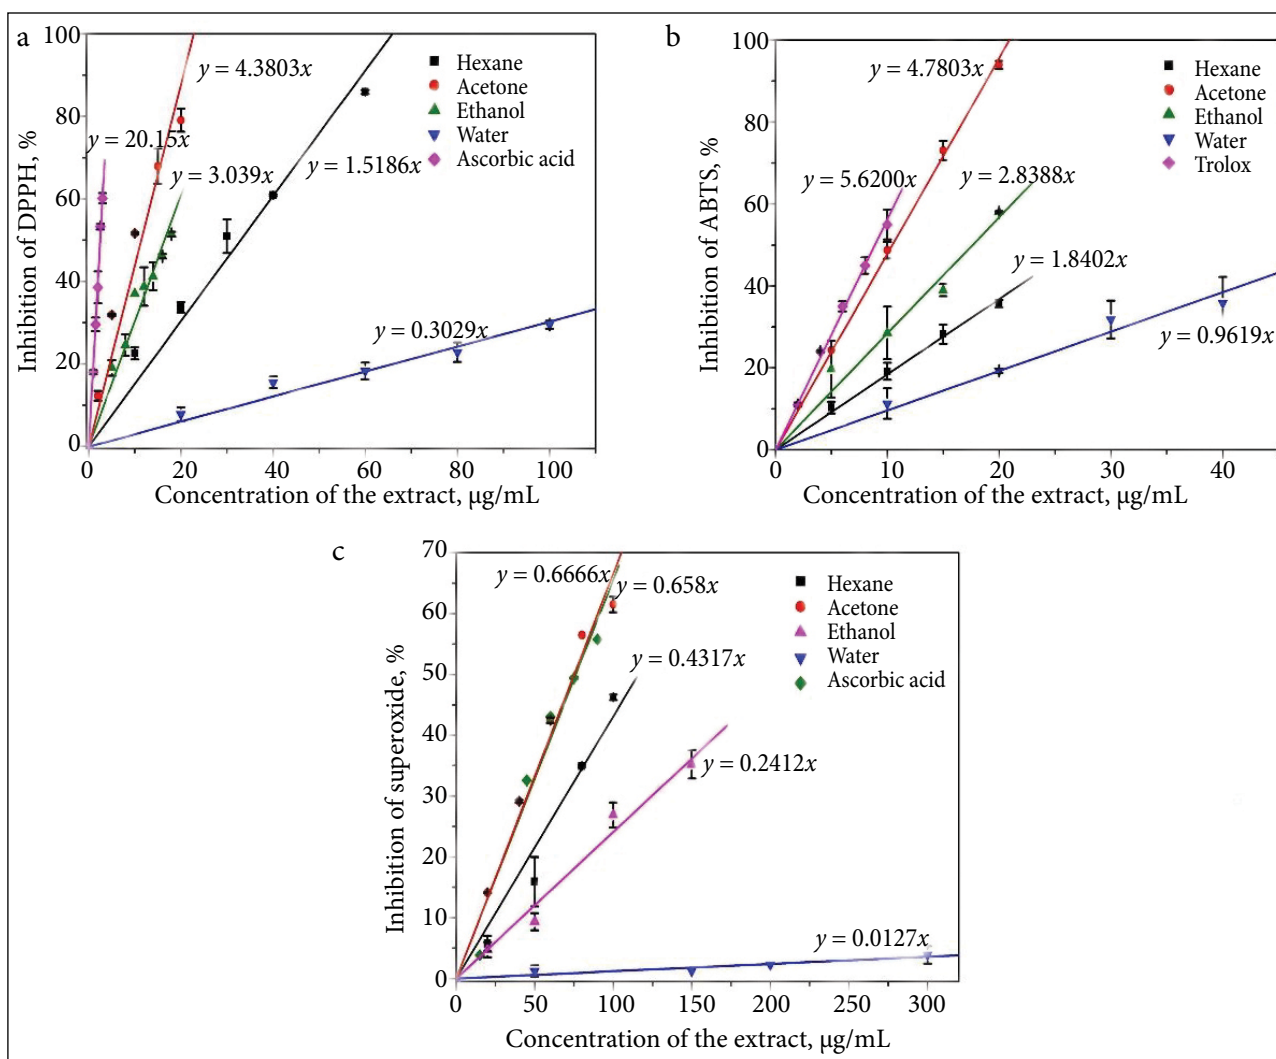 a
Inhibition of DPPH, %
100
80
60
40
20
0
0
20
40
60
80
100
Concentration of the extract, µg/mL
y = 4.3803x
y = 20.15x
y = 3.039x
y = 1.5186x
y = 0.3029x
Hexane
Acetone
Ethanol
Water
Ascorbic acid
b
Inhibition of ABTS, %
100
80
60
40
20
0
0
10
20
30
40
Concentration of the extract, µg/mL
y = 4.7803x
y = 5.6200x
y = 2.8388x
y = 1.8402x
y = 0.9619x
Hexane
Acetone
Ethanol
Water
Trolox
c
Inhibition of superoxide, %
70
60
50
40
30
20
10
0
0
50
100
150
200
250
300
Concentration of the extract, µg/mL
y = 0.6666x
y = 0.658x
y = 0.4317x
y = 0.2412x
y = 0.0127x
Hexane
Acetone
Ethanol
Water
Ascorbic acid